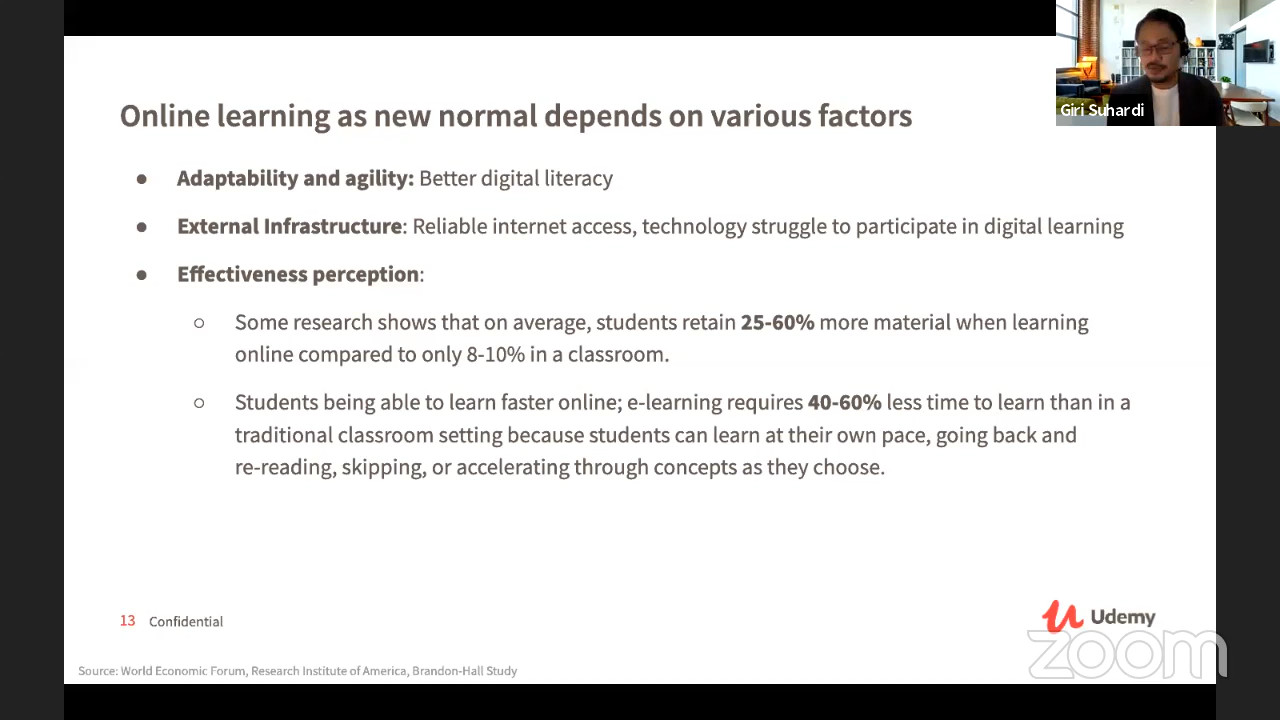 Giri Suhardi
Online learning as new normal depends on various factors
● Adaptability and agility: Better digital literacy
● External Infrastructure: Reliable internet access, technology struggle to participate in digital learning
● Effectiveness perception:
○ Some research shows that on average, students retain 25-60% more material when learning
online compared to only 8-10% in a classroom.
○ Students being able to learn faster online; e-learning requires 40-60% less time to learn than in a
traditional classroom setting because students can learn at their own pace, going back and
re-reading, skipping, or accelerating through concepts as they choose.
13 Confidential
Udemy
zoom
Source: World Economic Forum, Research Institute of America, Brandon-Hall Study